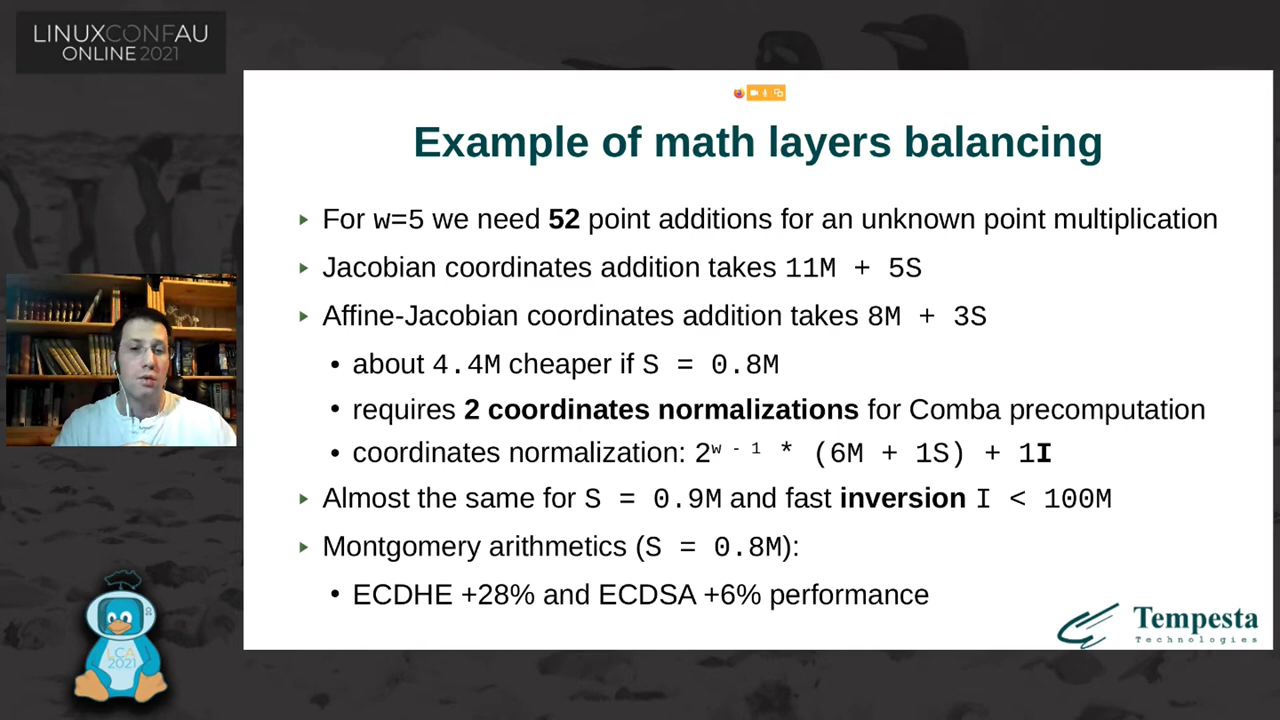 LINUXCONFAU
ONLINE 2021
Example of math layers balancing
For w=5 we need 52 point additions for an unknown point multiplication
Jacobian coordinates addition takes 11M + 5S
Affine-Jacobian coordinates addition takes 8M + 3S
• about 4.4M cheaper if S = 0.8M
• requires 2 coordinates normalizations for Comba precomputation
• coordinates normalization: 2ʷ ⁻ ¹ * (6M + 1S) + 1I
Almost the same for S = 0.9M and fast inversion I < 100M
Montgomery arithmetics (S = 0.8M):
• ECDHE +28% and ECDSA +6% performance
Tempesta
Technologies
LCA
2021